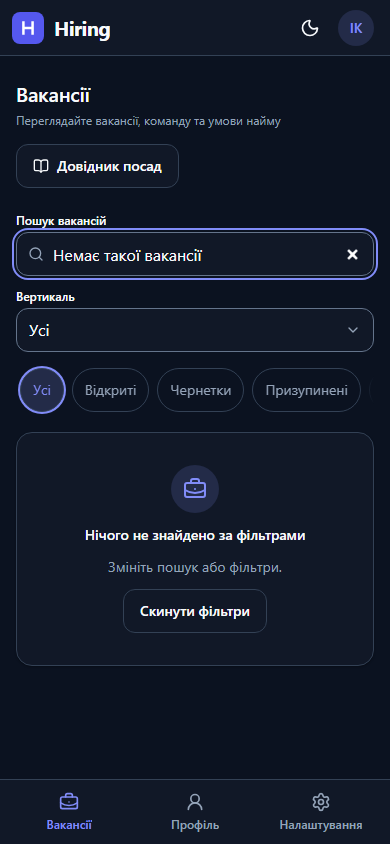 H Hiring
ІК
Вакансії
Переглядайте вакансії, команду та умови найму
Довідник посад
Пошук вакансій
Немає такої вакансії
Вертикаль
Усі
Усі Відкриті Чернетки Призупинені
Нічого не знайдено за фільтрами
Змініть пошук або фільтри.
Скинути фільтри
Вакансії Профіль Налаштування